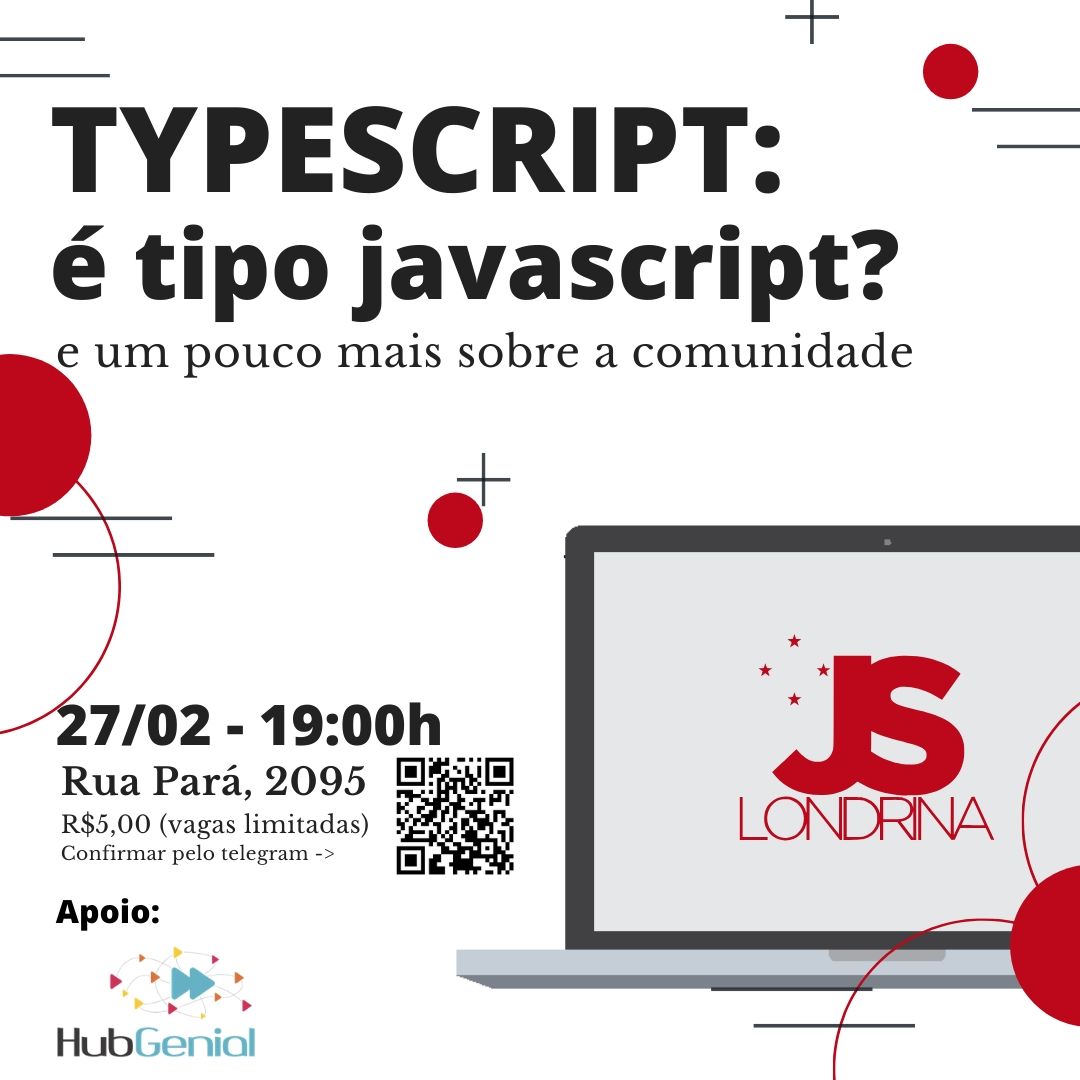 TYPESCRIPT:
é tipo javascript?
e um pouco mais sobre a comunidade
27/02 - 19:00h
Rua Pará, 2095
R$5,00 (vagas limitadas)
Confirmar pelo telegram ->
Apoio:
HubGenial
JS
LONDRINA